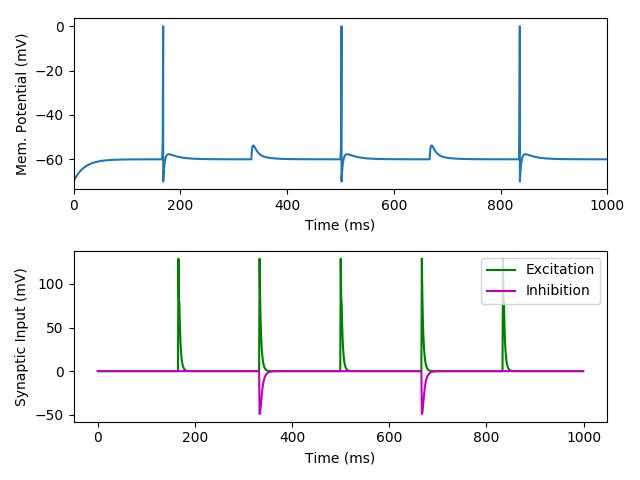 Mem. Potential (mV)
0
−20
−40
−60
0 200 400 600 800 1000
Time (ms)
Synaptic Input (mV)
100
50
0
−50
Excitation
Inhibition
0 200 400 600 800 1000
Time (ms)